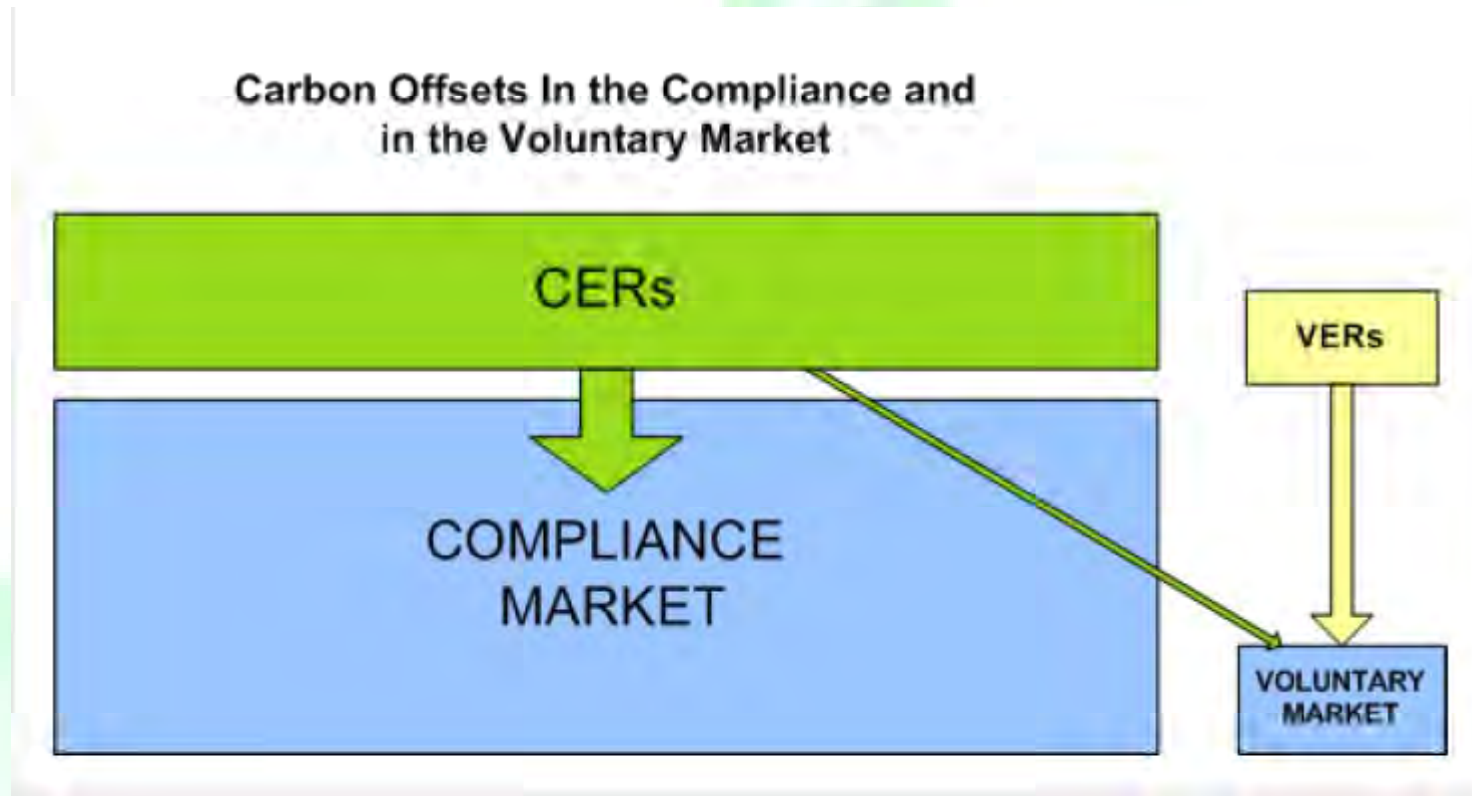 Carbon Offsets In the Compliance and
in the Voluntary Market
CERs
VERs
COMPLIANCE
MARKET
VOLUNTARY
MARKET